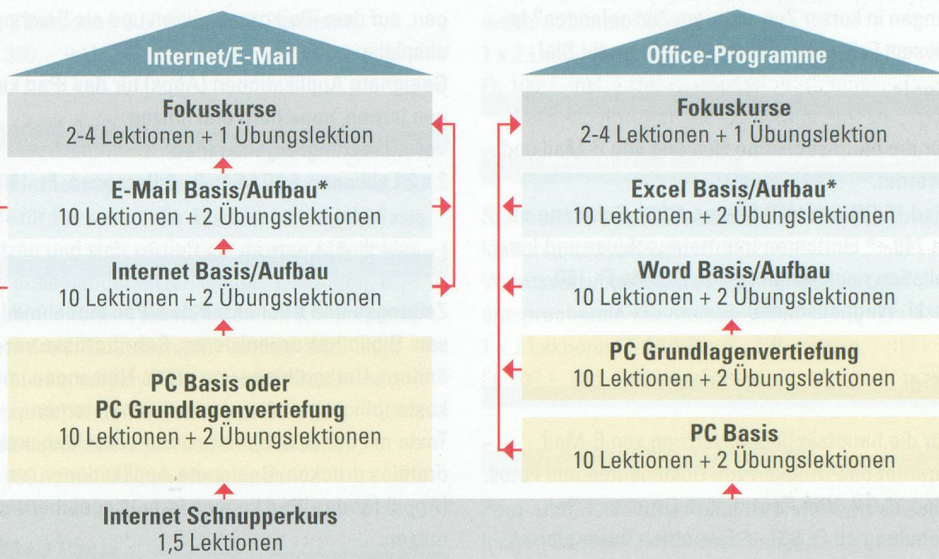 Internet/E-Mail
Fokuskurse
2-4 Lektionen + 1 Übungslektion
E-Mail Basis/Aufbau*
10 Lektionen + 2 Übungslektionen
Internet Basis/Aufbau
10 Lektionen + 2 Übungslektionen
PC Basis oder
PC Grundlagenvertiefung
10 Lektionen + 2 Übungslektionen
Internet Schnupperkurs
1,5 Lektionen
Office-Programme
Fokuskurse
2-4 Lektionen + 1 Übungslektion
Excel Basis/Aufbau*
10 Lektionen + 2 Übungslektionen
Word Basis/Aufbau
10 Lektionen + 2 Übungslektionen
PC Grundlagenvertiefung
10 Lektionen + 2 Übungslektionen
PC Basis
10 Lektionen + 2 Übungslektionen